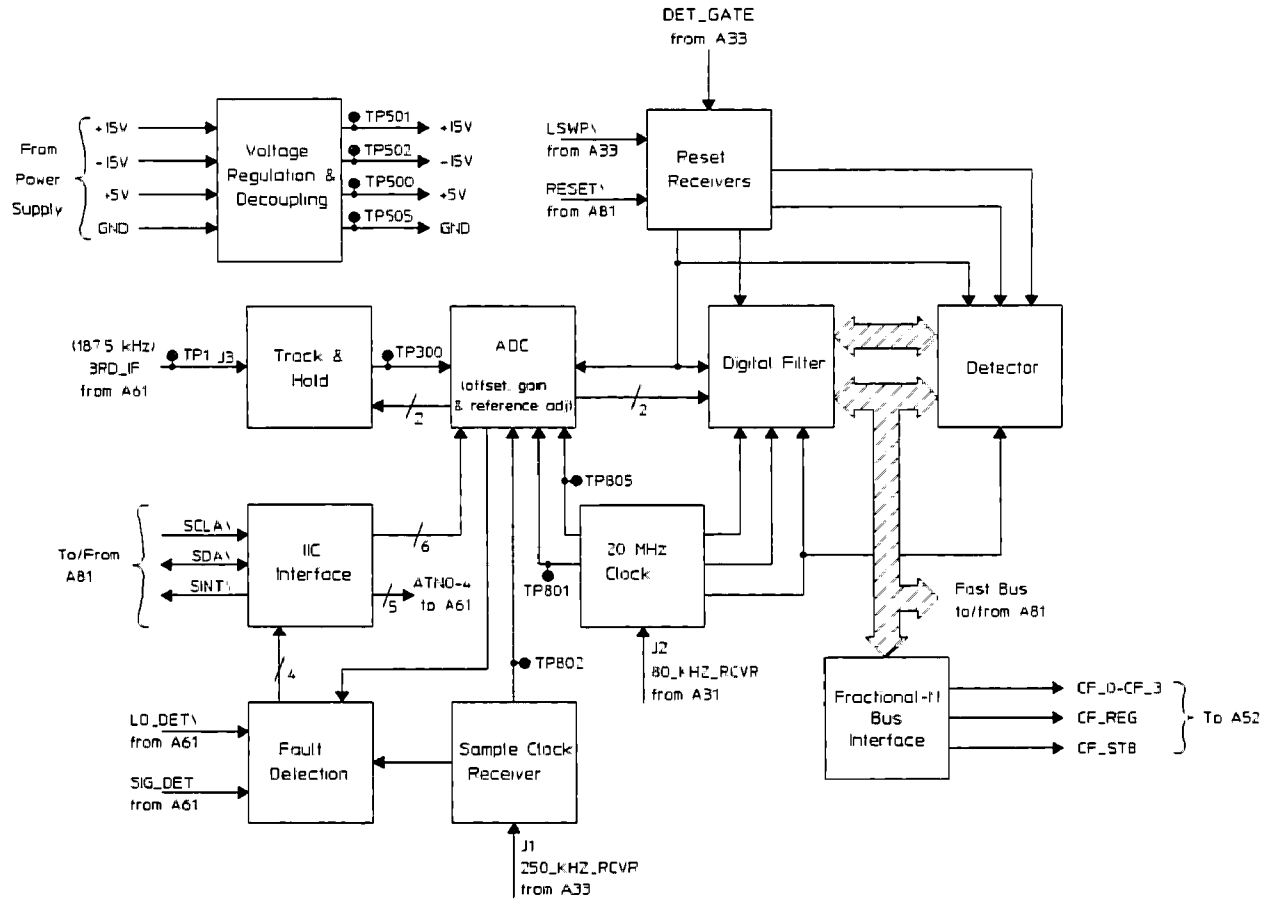 DET_GATE
from A33
From
Power
Supply
+15V
-15V
+5V
GND
Voltage
Regulation &
Decoupling
TP501
TP502
TP500
TP505
+15V
-15V
+5V
GND
LSWP\
from A33
RESET\
from A81
Reset
Receivers
(187.5 kHz)
3RD_IF
from A61
TP1
J3
Track &
Hold
TP300
2
ADC
(offset, gain
& reference adj)
2
Digital Filter
Detector
To/From
A81
SCLA\
SDA\
SINT\
IIC
Interface
6
5
ATN0-4
to A61
TP805
TP801
20 MHz
Clock
Fast Bus
to/from A81
4
TP802
J2
80_KHZ_RCVR
from A31
LO_DET\
from A61
SIG_DET
from A61
Fault
Detection
Sample Clock
Receiver
Fractional-N
Bus
Interface
CF_0-CF_3
CF_REG
CF_STB
To A52
J1
250_KHZ_RCVR
from A33